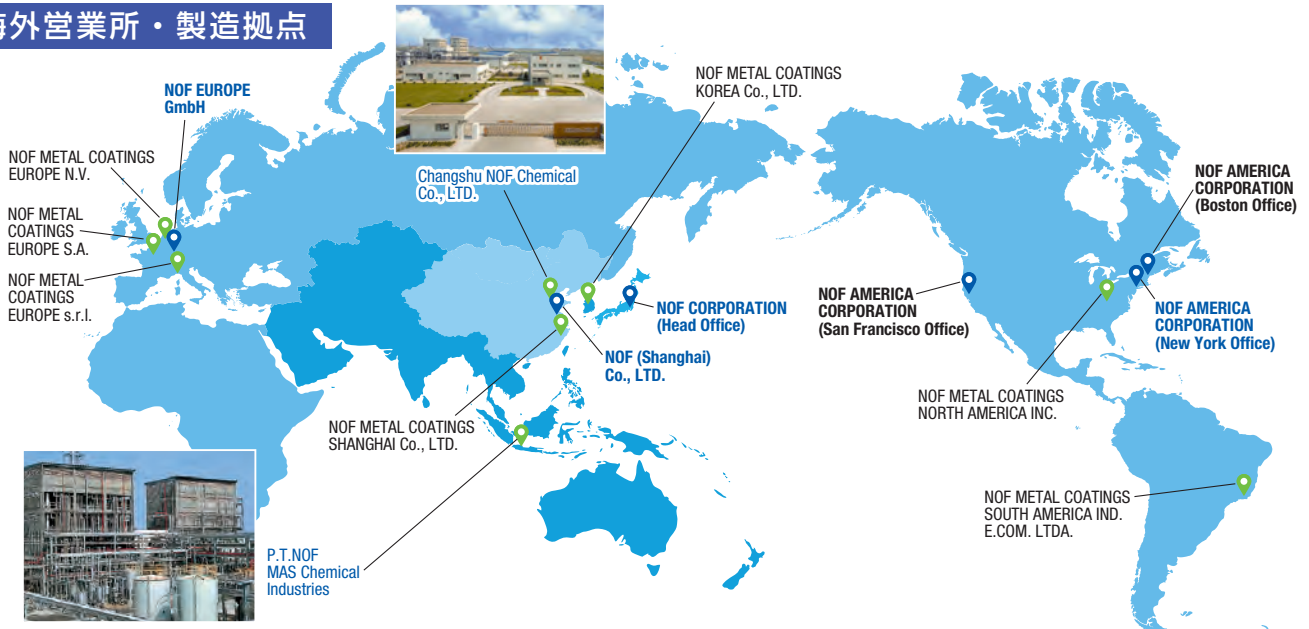 海外営業所・製造拠点
NOF EUROPE
GmbH
NOF METAL COATINGS
EUROPE N.V.
NOF METAL
COATINGS
EUROPE S.A.
NOF METAL
COATINGS
EUROPE s.r.l.
Changshu NOF Chemical
Co., LTD.
NOF METAL COATINGS
KOREA Co., LTD.
NOF CORPORATION
(Head Office)
NOF (Shanghai)
Co., LTD.
NOF METAL COATINGS
SHANGHAI Co., LTD.
P.T.NOF
MAS Chemical
Industries
NOF AMERICA
CORPORATION
(San Francisco Office)
NOF AMERICA
CORPORATION
(Boston Office)
NOF AMERICA
CORPORATION
(New York Office)
NOF METAL COATINGS
NORTH AMERICA INC.
NOF METAL COATINGS
SOUTH AMERICA IND.
E.COM. LTDA.